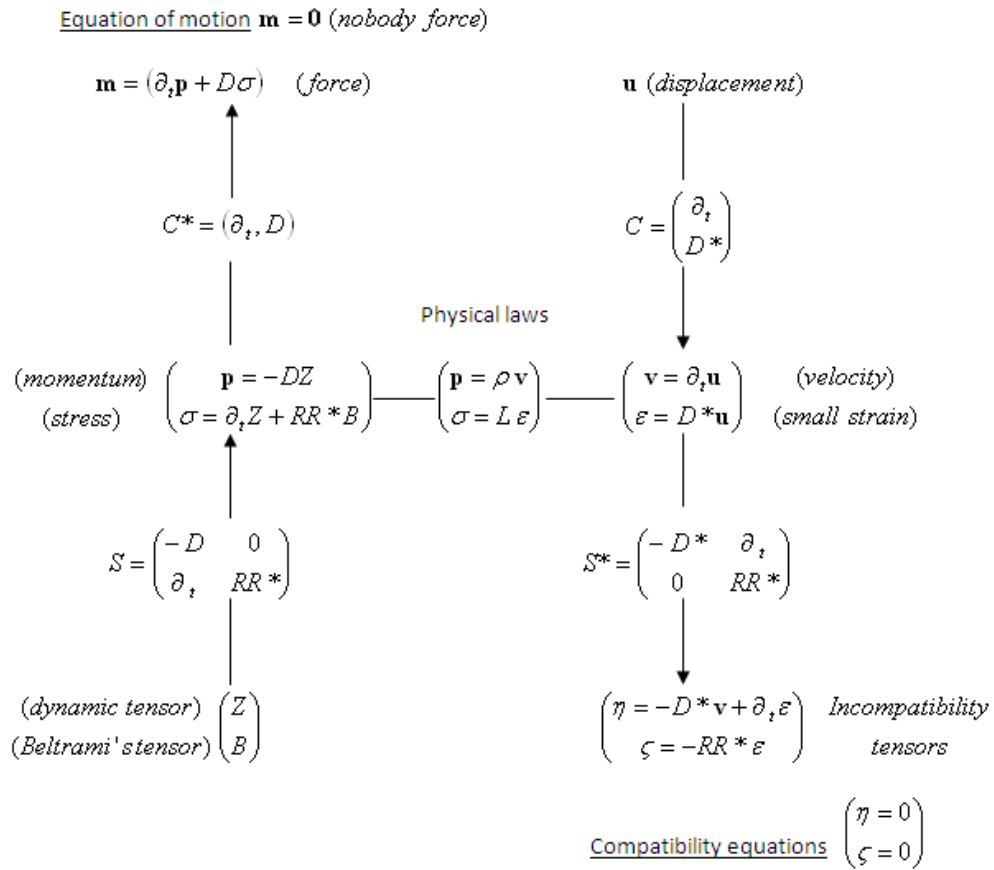 Equation of motion m = 0 (nobody force)
m = (∂ₜp + Dσ) (force)
u (displacement)
C* = (∂ₜ, D)
C = (∂ₜ
D*)
Physical laws
(momentum) (p = −DZ
(stress) σ = ∂ₜZ + RR*B)
(p = ρv
σ = Lε)
(v = ∂ₜu (velocity)
ε = D*u) (small strain)
S = (−D 0
∂ₜ RR*)
S* = (−D* ∂ₜ
0 RR*)
(dynamic tensor) (Z
(Beltrami's tensor) B)
(η = −D*v + ∂ₜε Incompatibility
ς = −RR*ε) tensors
Compatibility equations (η = 0
ς = 0)